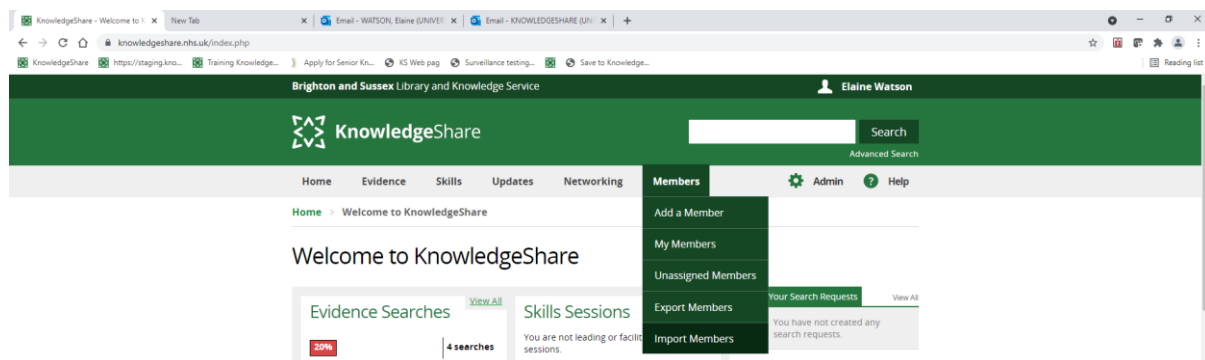 KnowledgeShare - Welcome to K
New Tab
Email - WATSON, Elaine (UNIVER
Email - KNOWLEDGESHARE (UNI
knowledgeshare.nhs.uk/index.php
KnowledgeShare
https://staging.kno...
Training Knowledge...
Apply for Senior Kn...
KS Web pag
Surveillance testing...
Save to Knowledge...
Reading list
Brighton and Sussex Library and Knowledge Service
Elaine Watson
KnowledgeShare
Search
Advanced Search
Home Evidence Skills Updates Networking Members Admin ? Help
Home > Welcome to KnowledgeShare
Add a Member
My Members
Unassigned Members
Export Members
Import Members
Welcome to KnowledgeShare
Evidence Searches
View All
20%
4 searches
Skills Sessions
You are not leading or facilit
sessions.
Your Search Requests
View All
You have not created any
search requests.